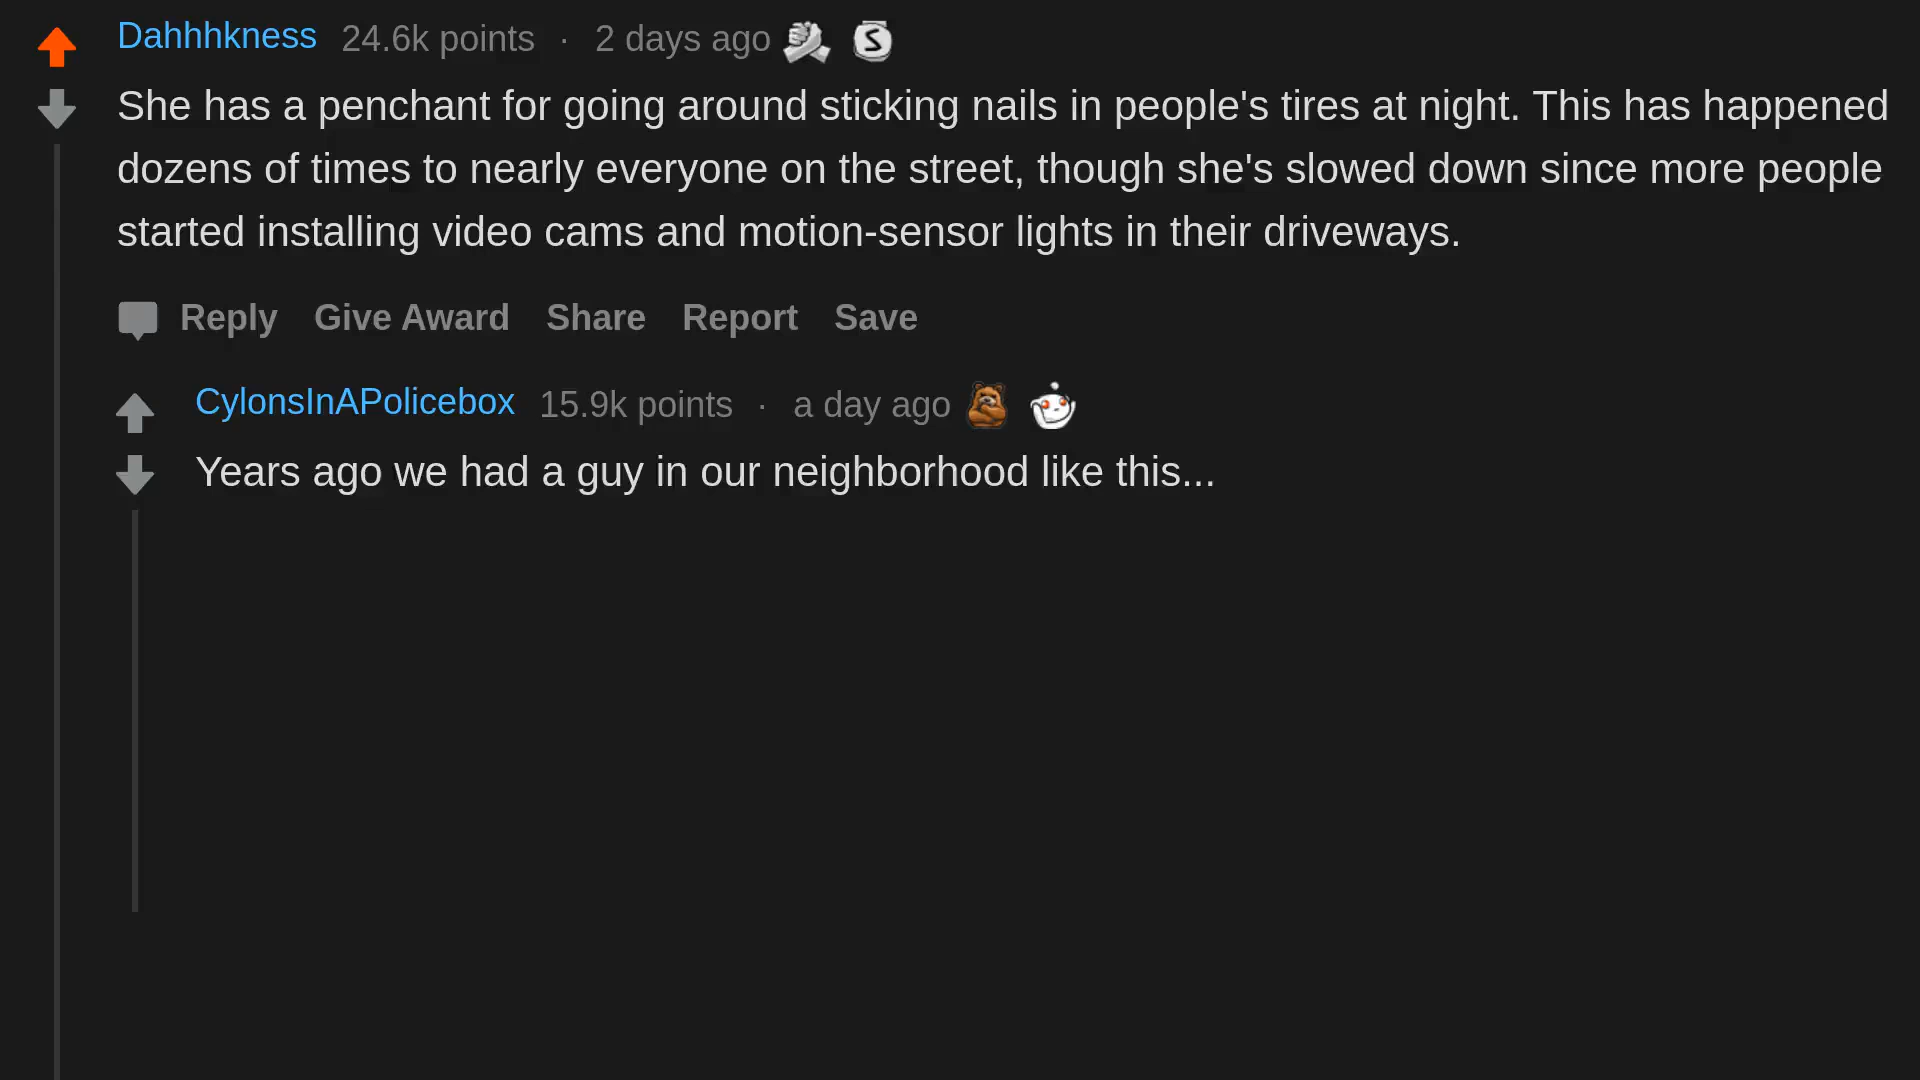 Dahhhkness 24.6k points · 2 days ago
She has a penchant for going around sticking nails in people's tires at night. This has happened
dozens of times to nearly everyone on the street, though she's slowed down since more people
started installing video cams and motion-sensor lights in their driveways.
Reply Give Award Share Report Save
CylonsInAPolicebox 15.9k points · a day ago
Years ago we had a guy in our neighborhood like this...